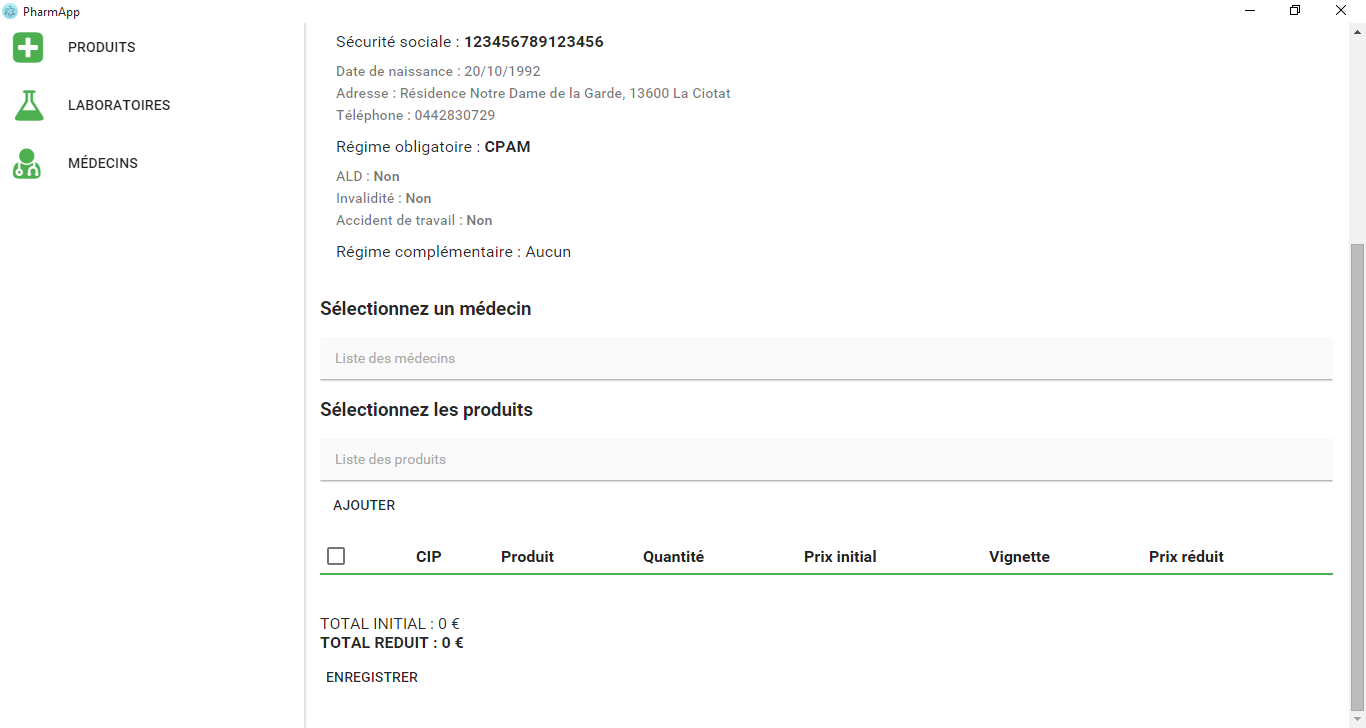 PharmApp
PRODUITS
LABORATOIRES
MÉDECINS
Sécurité sociale : 123456789123456
Date de naissance : 20/10/1992
Adresse : Résidence Notre Dame de la Garde, 13600 La Ciotat
Téléphone : 0442830729
Régime obligatoire : CPAM
ALD : Non
Invalidité : Non
Accident de travail : Non
Régime complémentaire : Aucun
Sélectionnez un médecin
Liste des médecins
Sélectionnez les produits
Liste des produits
AJOUTER
CIP Produit Quantité Prix initial Vignette Prix réduit
TOTAL INITIAL : 0 €
TOTAL REDUIT : 0 €
ENREGISTRER